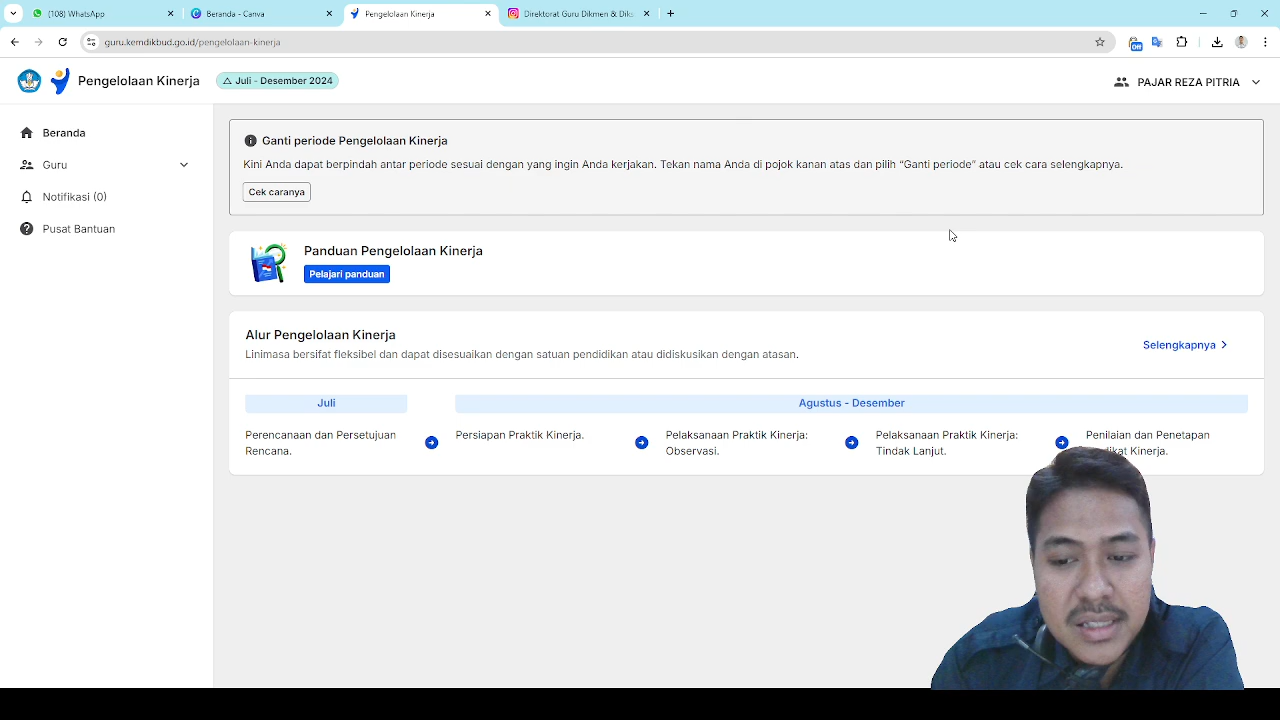 (108) WhatsApp
Beranda - Canva
Pengelolaan Kinerja
Direktorat Guru Dikmen & Diks
guru.kemdikbud.go.id/pengelolaan-kinerja
Off
Pengelolaan Kinerja
Juli - Desember 2024
PAJAR REZA PITRIA
Beranda
Guru
Notifikasi (0)
Pusat Bantuan
Ganti periode Pengelolaan Kinerja
Kini Anda dapat berpindah antar periode sesuai dengan yang ingin Anda kerjakan. Tekan nama Anda di pojok kanan atas dan pilih “Ganti periode” atau cek cara selengkapnya.
Cek caranya
Panduan Pengelolaan Kinerja
Pelajari panduan
Alur Pengelolaan Kinerja
Linimasa bersifat fleksibel dan dapat disesuaikan dengan satuan pendidikan atau didiskusikan dengan atasan.
Selengkapnya
Juli
Agustus - Desember
Perencanaan dan Persetujuan
Rencana.
Persiapan Praktik Kinerja.
Pelaksanaan Praktik Kinerja:
Observasi.
Pelaksanaan Praktik Kinerja:
Tindak Lanjut.
Penilaian dan Penetapan
Kinerja.